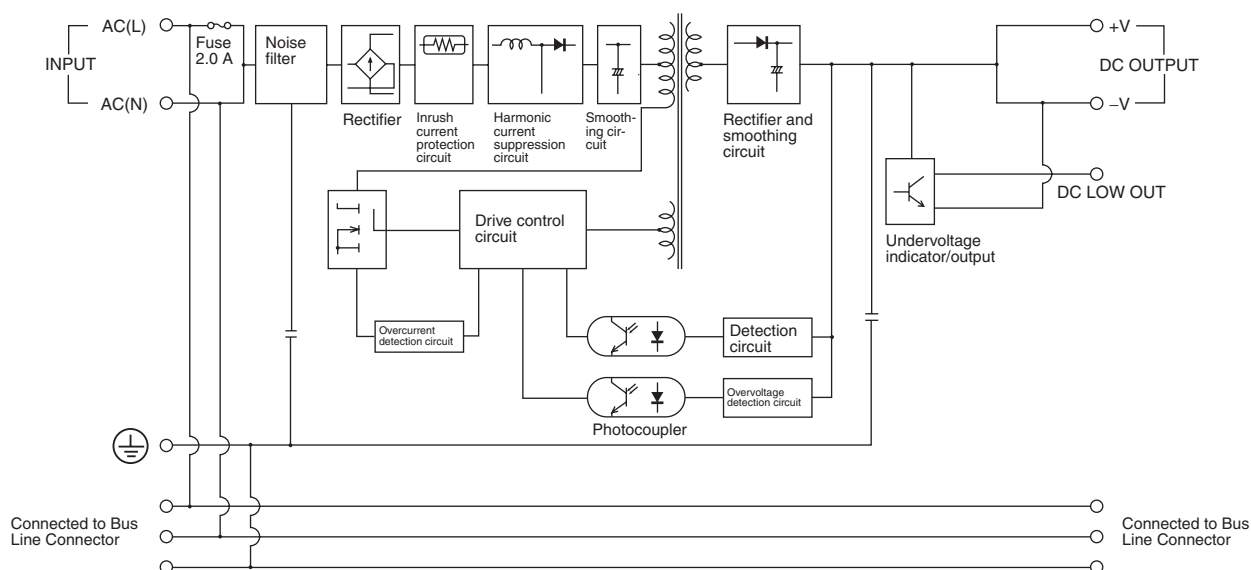 AC(L)
INPUT
AC(N)
Fuse
2.0 A
Noise
filter
Rectifier
Inrush
current
protection
circuit
Harmonic
current
suppression
circuit
Smooth-
ing cir-
cuit
Rectifier and
smoothing
circuit
+V
DC OUTPUT
–V
DC LOW OUT
Undervoltage
indicator/output
Drive control
circuit
Overcurrent
detection circuit
Detection
circuit
Overvoltage
detection circuit
Photocoupler
Connected to Bus
Line Connector
Connected to Bus
Line Connector